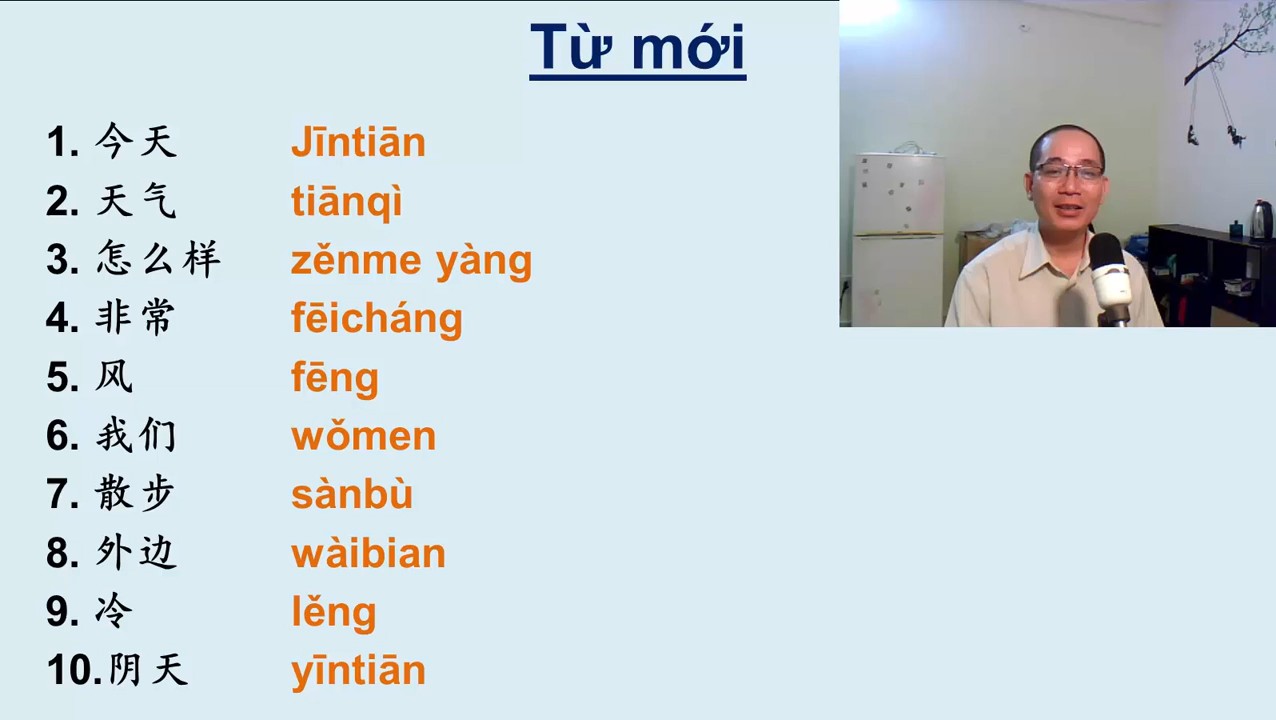 Từ mới
1. 今天 Jīntiān
2. 天气 tiānqì
3. 怎么样 zěnme yàng
4. 非常 fēicháng
5. 风 fēng
6. 我们 wǒmen
7. 散步 sànbù
8. 外边 wàibian
9. 冷 lěng
10.阴天 yīntiān